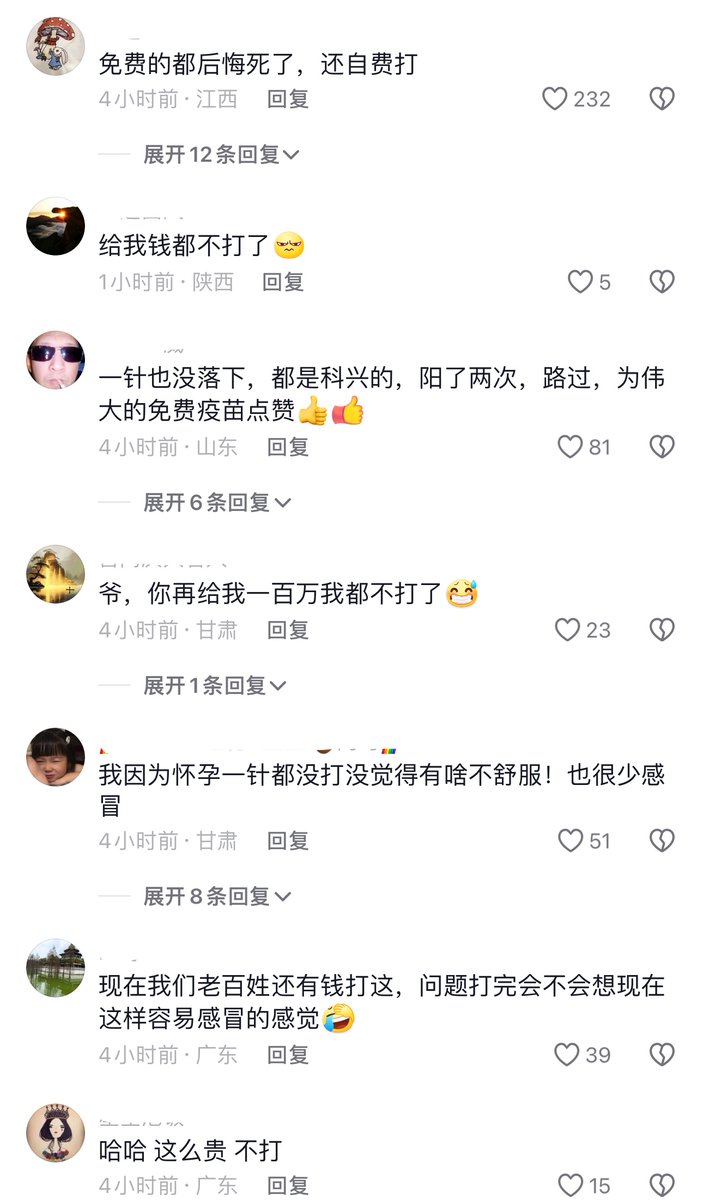 免费的都后悔死了，还自费打
4小时前·江西 回复
232
展开12条回复
给我钱都不打了
1小时前·陕西 回复
5
一针也没落下，都是科兴的，阳了两次，路过，为伟
大的免费疫苗点赞
4小时前·山东 回复
81
展开6条回复
爷，你再给我一百万我都不打了
4小时前·甘肃 回复
23
展开1条回复
我因为怀孕一针都没打没觉得有啥不舒服！也很少感
冒
4小时前·甘肃 回复
51
展开8条回复
现在我们老百姓还有钱打这，问题打完会不会想现在
这样容易感冒的感觉
4小时前·广东 回复
39
哈哈 这么贵 不打
4小时前·广东 回复
15